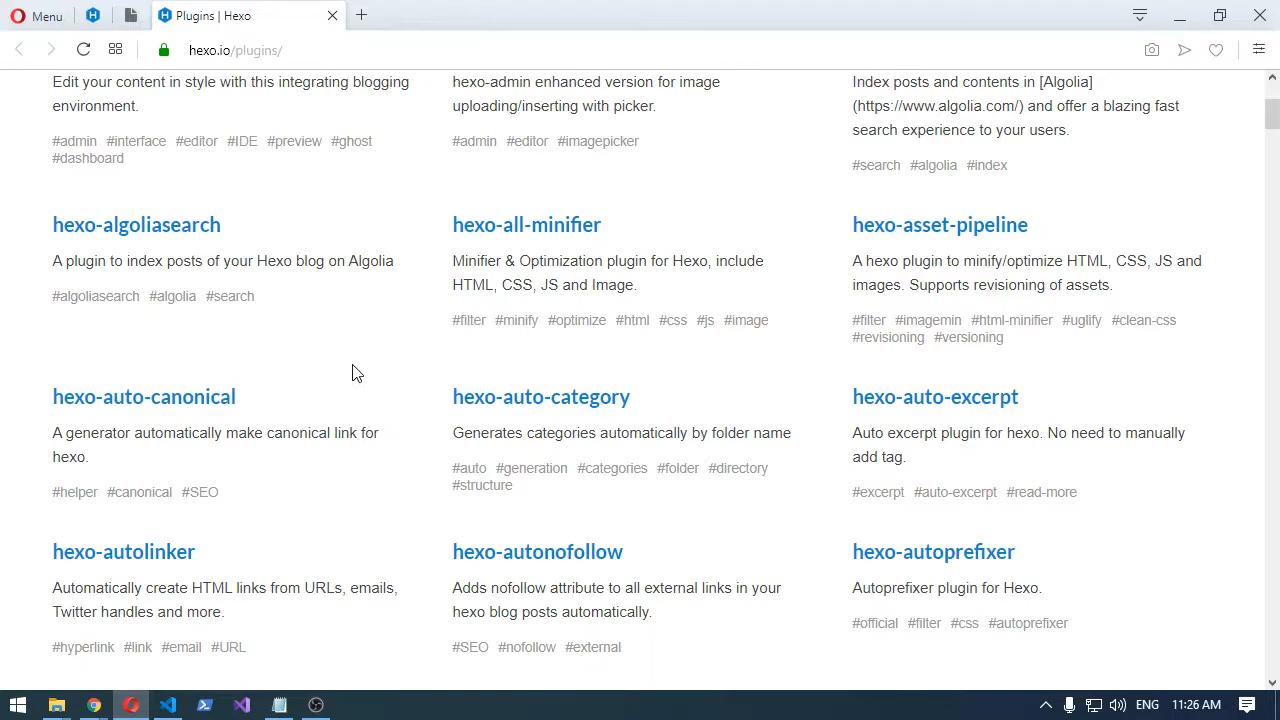 Menu
Plugins | Hexo
hexo.io/plugins/
Edit your content in style with this integrating blogging
environment.
#admin #interface #editor #IDE #preview #ghost
#dashboard
hexo-admin enhanced version for image
uploading/inserting with picker.
#admin #editor #imagepicker
Index posts and contents in [Algolia]
(https://www.algolia.com/) and offer a blazing fast
search experience to your users.
#search #algolia #index
hexo-algoliasearch
A plugin to index posts of your Hexo blog on Algolia
#algoliasearch #algolia #search
hexo-all-minifier
Minifier & Optimization plugin for Hexo, include
HTML, CSS, JS and Image.
#filter #minify #optimize #html #css #js #image
hexo-asset-pipeline
A hexo plugin to minify/optimize HTML, CSS, JS and
images. Supports revisioning of assets.
#filter #imagemin #html-minifier #uglify #clean-css
#revisioning #versioning
hexo-auto-canonical
A generator automatically make canonical link for
hexo.
#helper #canonical #SEO
hexo-auto-category
Generates categories automatically by folder name
#auto #generation #categories #folder #directory
#structure
hexo-auto-excerpt
Auto excerpt plugin for hexo. No need to manually
add tag.
#excerpt #auto-excerpt #read-more
hexo-autolinker
Automatically create HTML links from URLs, emails,
Twitter handles and more.
#hyperlink #link #email #URL
hexo-autonofollow
Adds nofollow attribute to all external links in your
hexo blog posts automatically.
#SEO #nofollow #external
hexo-autoprefixer
Autoprefixer plugin for Hexo.
#official #filter #css #autoprefixer
ENG
11:26 AM